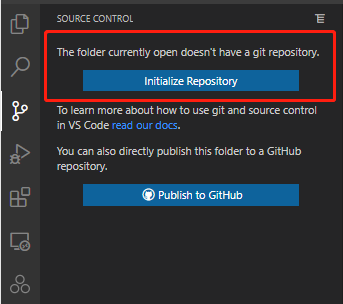 SOURCE CONTROL
The folder currently open doesn't have a git repository.
Initialize Repository
To learn more about how to use git and source control
in VS Code read our docs.
You can also directly publish this folder to a GitHub
repository.
Publish to GitHub